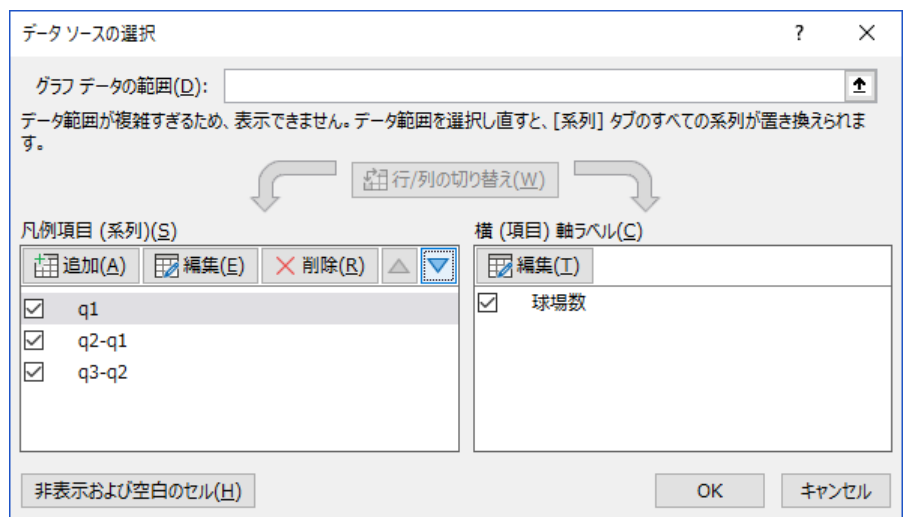 データ ソースの選択
?
グラフ データの範囲(D):
データ範囲が複雑すぎるため、表示できません。データ範囲を選択し直すと、[系列] タブのすべての系列が置き換えられま
す。
行/列の切り替え(W)
凡例項目 (系列)(S)
横 (項目) 軸ラベル(C)
追加(A) 編集(E) 削除(R)
編集(T)
q1
球場数
q2-q1
q3-q2
非表示および空白のセル(H)
OK キャンセル